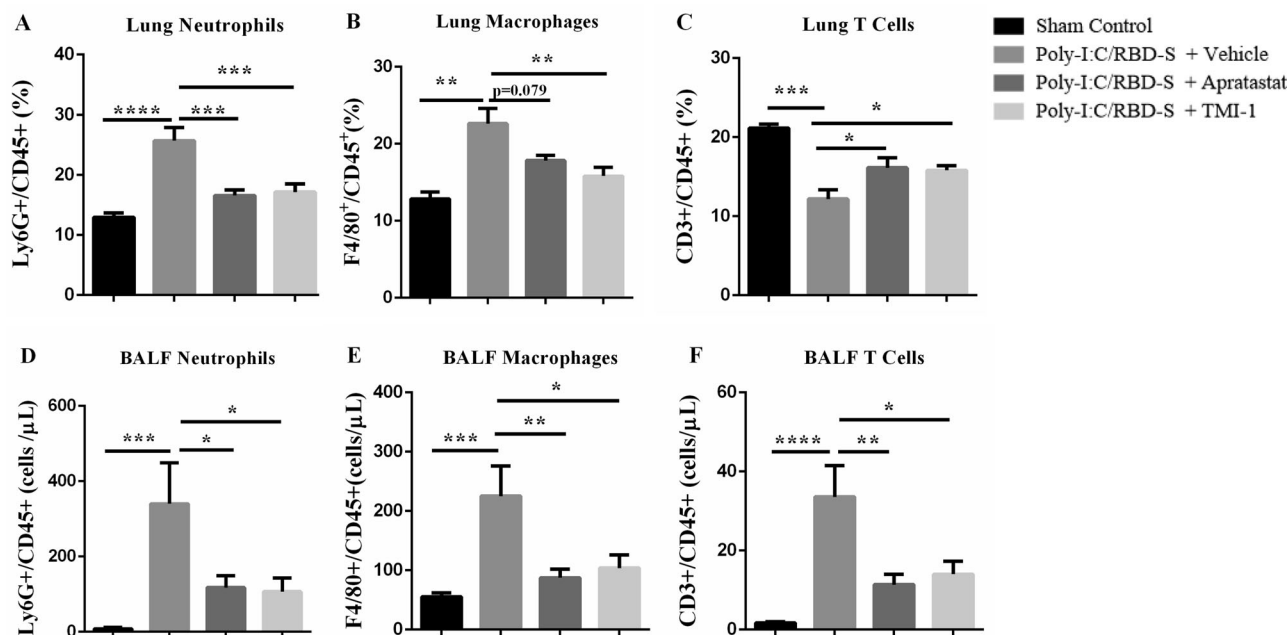 A Lung Neutrophils
Ly6G+/CD45+ (%)
40
30
20
10
0
****
***
***
B Lung Macrophages
F4/80+/CD45+(%)
30
20
10
0
**
p=0.079
**
C Lung T Cells
CD3+/CD45+ (%)
30
20
10
0
***
*
*
Sham Control
Poly-I:C/RBD-S + Vehicle
Poly-I:C/RBD-S + Apratastat
Poly-I:C/RBD-S + TMI-1
D BALF Neutrophils
Ly6G+/CD45+ (cells /µL)
600
400
200
0
***
*
*
E BALF Macrophages
F4/80+/CD45+(cells/µL)
400
300
200
100
0
***
**
*
F BALF T Cells
CD3+/CD45+ (cells/µL)
60
40
20
0
****
**
*